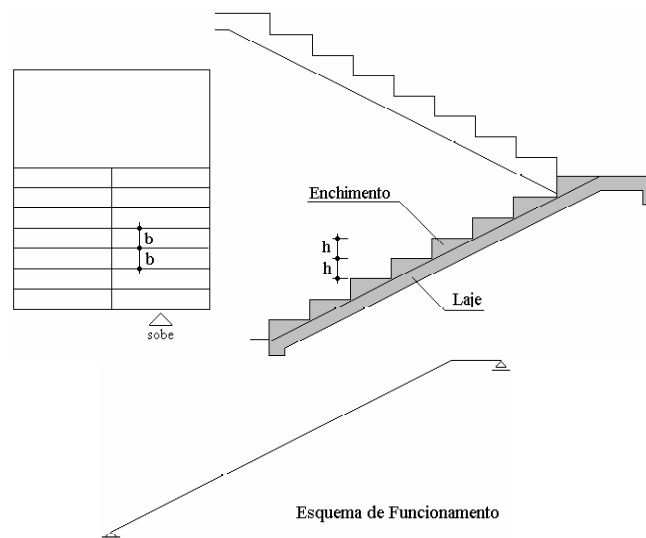 b
b
sobe
Enchimento
h
h
Laje
Esquema de Funcionamento